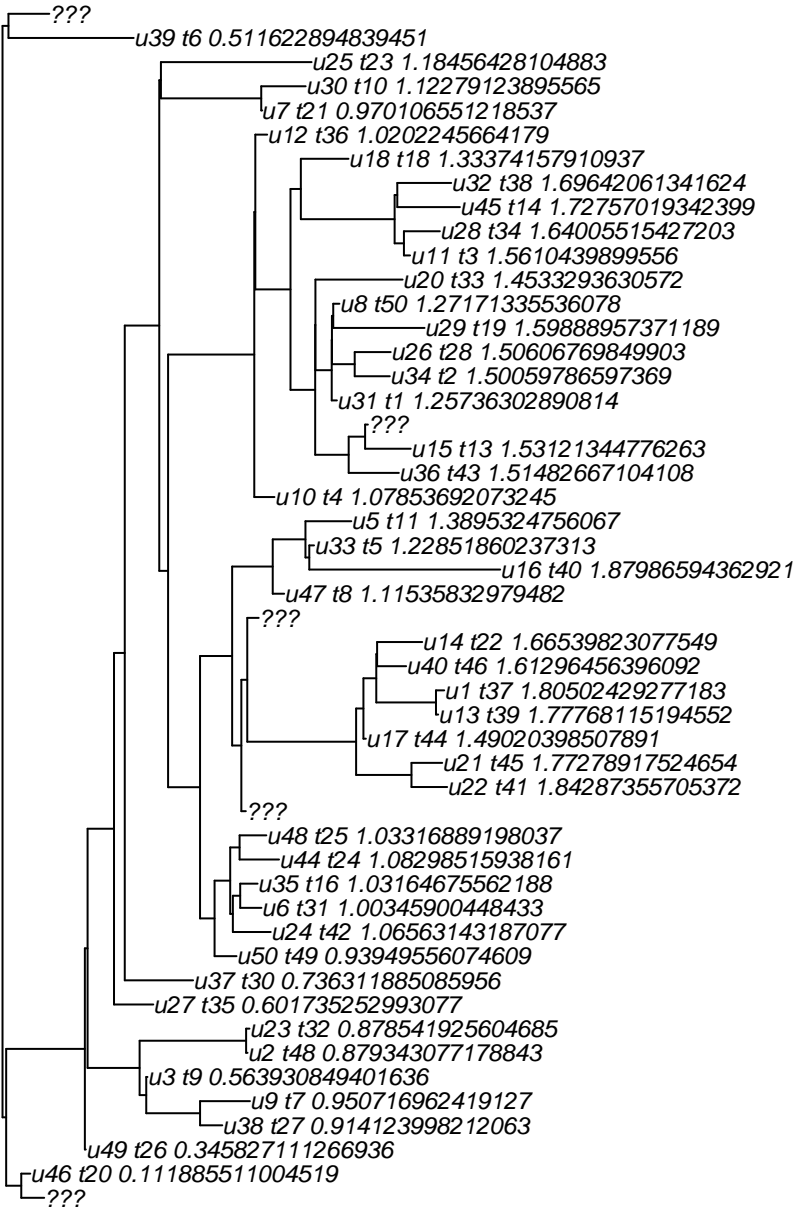 ???
u39 t6 0.511622894839451
u25 t23 1.18456428104883
u30 t10 1.12279123895565
u7 t21 0.970106551218537
u12 t36 1.0202245664179
u18 t18 1.33374157910937
u32 t38 1.69642061341624
u45 t14 1.72757019342399
u28 t34 1.64005515427203
u11 t3 1.5610439899556
u20 t33 1.4533293630572
u8 t50 1.27171335536078
u29 t19 1.59888957371189
u26 t28 1.50606769849903
u34 t2 1.50059786597369
u31 t1 1.25736302890814
???
u15 t13 1.53121344776263
u36 t43 1.51482667104108
u10 t4 1.07853692073245
u5 t11 1.3895324756067
u33 t5 1.22851860237313
u16 t40 1.87986594362921
u47 t8 1.11535832979482
???
u14 t22 1.66539823077549
u40 t46 1.61296456396092
u1 t37 1.80502429277183
u13 t39 1.77768115194552
u17 t44 1.49020398507891
u21 t45 1.77278917524654
u22 t41 1.84287355705372
???
u48 t25 1.03316889198037
u44 t24 1.08298515938161
u35 t16 1.03164675562188
u6 t31 1.00345900448433
u24 t42 1.06563143187077
u50 t49 0.93949556074609
u37 t30 0.736311885085956
u27 t35 0.601735252993077
u23 t32 0.878541925604685
u2 t48 0.879343077178843
u3 t9 0.563930849401636
u9 t7 0.950716962419127
u38 t27 0.914123998212063
u49 t26 0.345827111266936
u46 t20 0.111885511004519
???